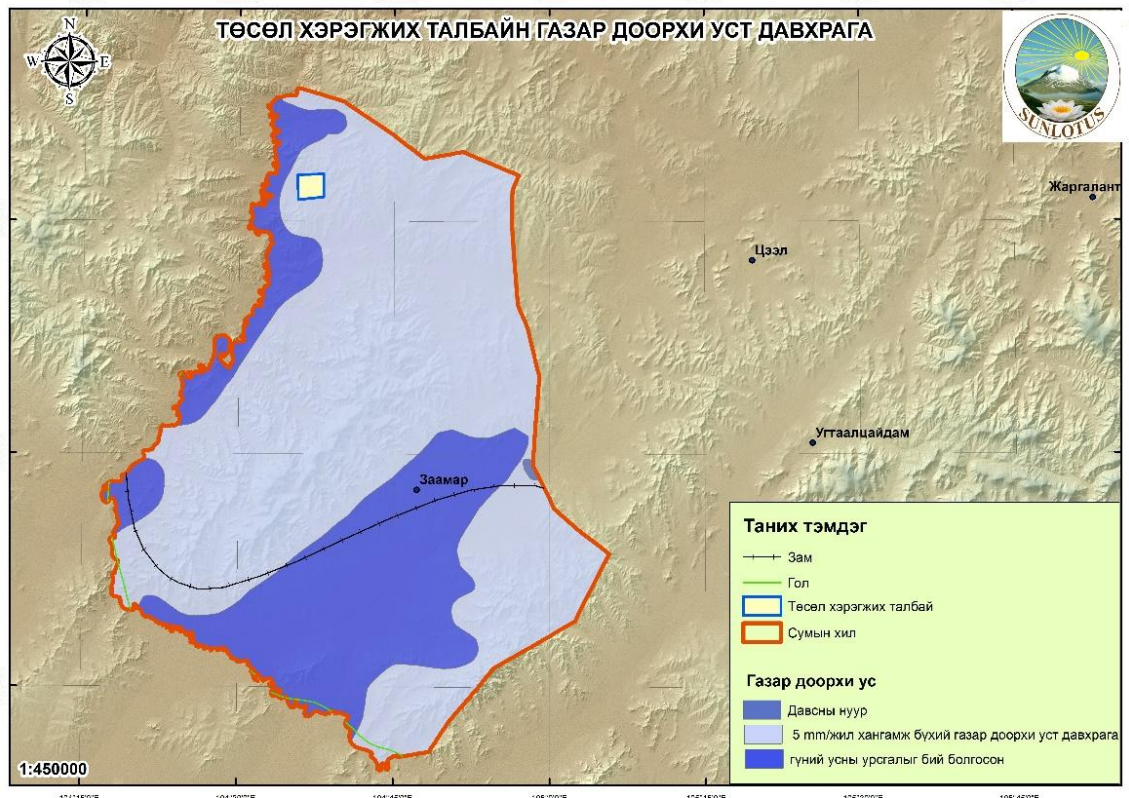 ТӨСӨЛ ХЭРЭГЖИХ ТАЛБАЙН ГАЗАР ДООРХИ УСТ ДАВХРАГА
N
W E
S
SUNLOTUS
Жаргалант
Цээл
Угтаалцайдам
Заамар
Таних тэмдэг
Зам
Гол
Төсөл хэрэгжих талбай
Сумын хил
Газар доорхи ус
Давсны нуур
5 mm/жил хангамж бүхий газар доорхи уст давхрага
гүний усны урсгалыг бий болгосон
1:450000